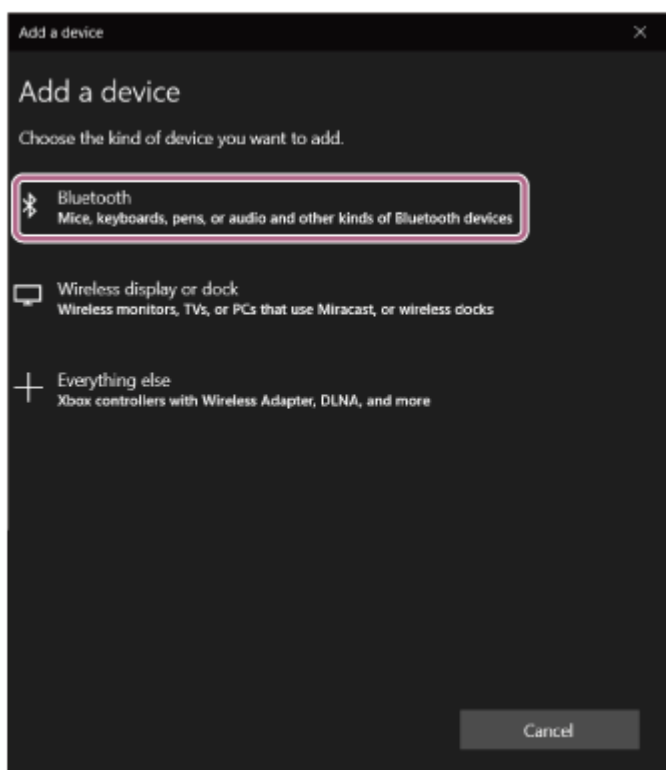 Add a device
Add a device
Choose the kind of device you want to add.
Bluetooth
Mice, keyboards, pens, or audio and other kinds of Bluetooth devices
Wireless display or dock
Wireless monitors, TVs, or PCs that use Miracast, or wireless docks
Everything else
Xbox controllers with Wireless Adapter, DLNA, and more
Cancel